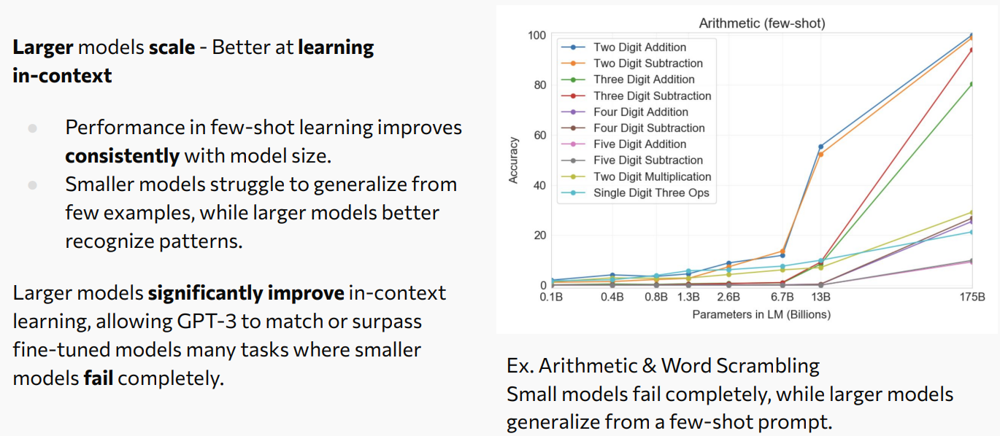 Larger models scale - Better at learning
in-context
Performance in few-shot learning improves
consistently with model size.
Smaller models struggle to generalize from
few examples, while larger models better
recognize patterns.
Larger models significantly improve in-context
learning, allowing GPT-3 to match or surpass
fine-tuned models many tasks where smaller
models fail completely.
Arithmetic (few-shot)
Two Digit Addition
Two Digit Subtraction
Three Digit Addition
Three Digit Subtraction
Four Digit Addition
Four Digit Subtraction
Five Digit Addition
Five Digit Subtraction
Two Digit Multiplication
Single Digit Three Ops
Accuracy
100
80
60
40
20
0
0.1B 0.4B 0.8B 1.3B 2.6B 6.7B 13B 175B
Parameters in LM (Billions)
Ex. Arithmetic & Word Scrambling
Small models fail completely, while larger models
generalize from a few-shot prompt.